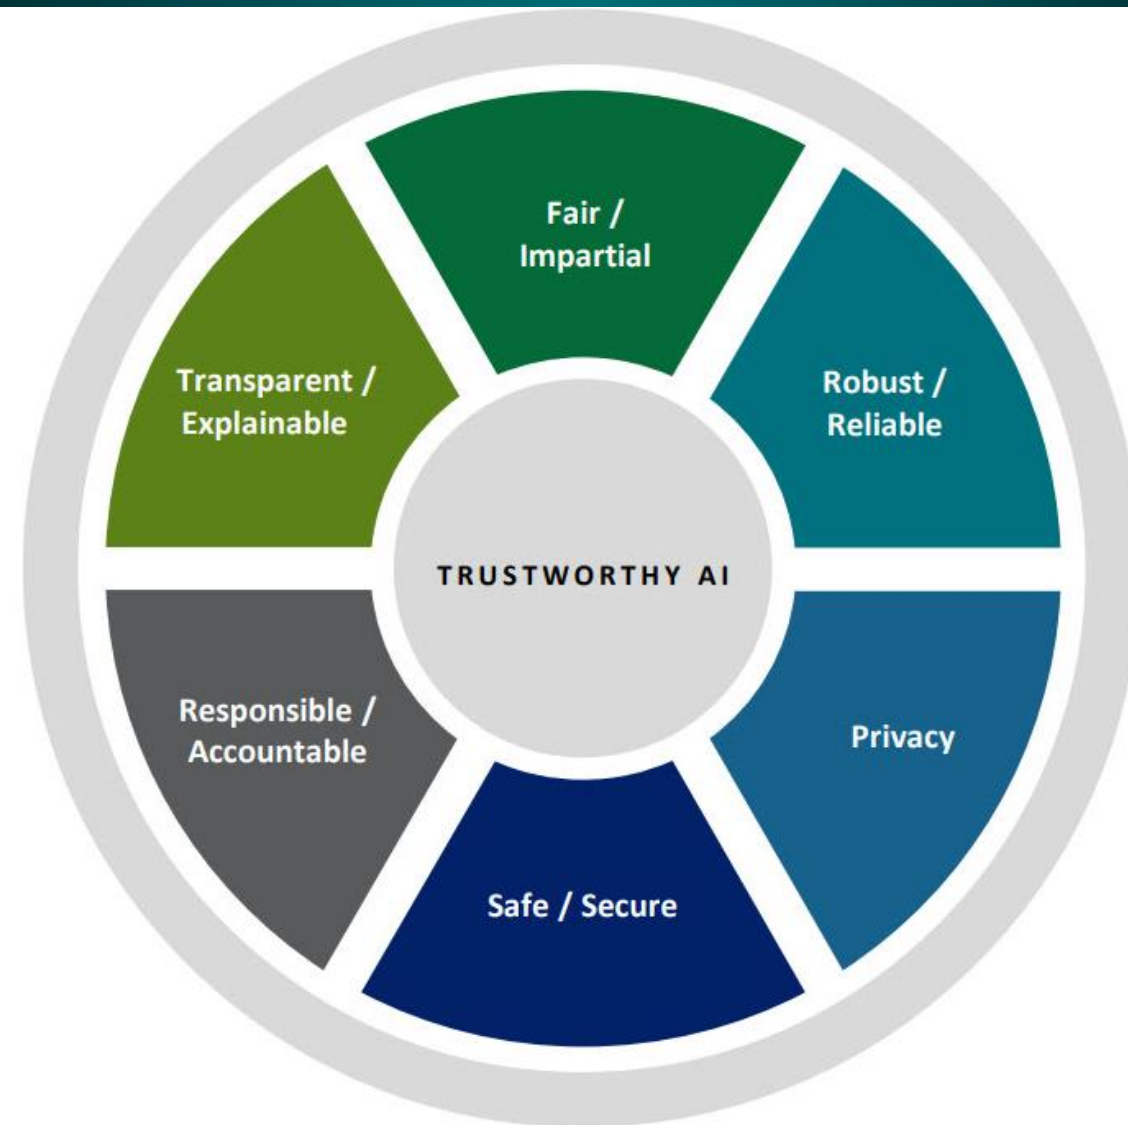 Fair /
Impartial
Transparent /
Explainable
Robust /
Reliable
TRUSTWORTHY AI
Responsible /
Accountable
Privacy
Safe / Secure